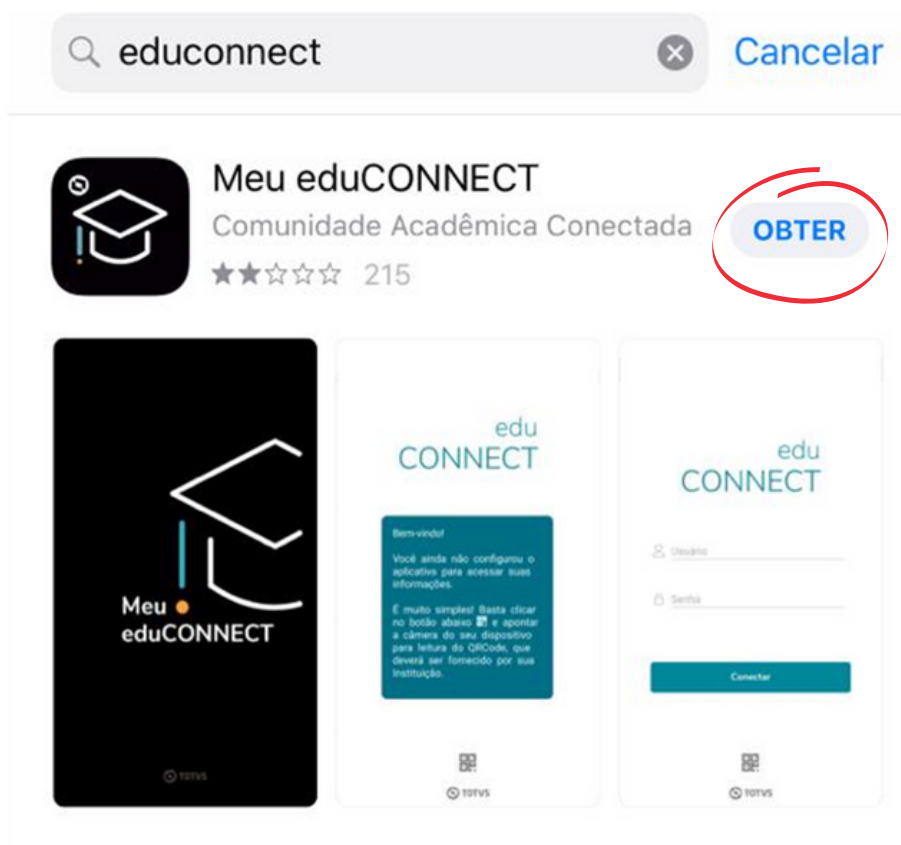 educonnect
Cancelar
Meu eduCONNECT
Comunidade Acadêmica Conectada
215
OBTER
Meu
eduCONNECT
TOTVS
edu
CONNECT
Bem-vindo!
Você ainda não configurou o
aplicativo para acessar suas
informações.
É muito simples! Basta clicar
no botão abaixo e apontar
a câmera do seu dispositivo
para leitura do QRCode, que
deverá ser fornecido por sua
Instituição.
TOTVS
edu
CONNECT
Usuário
Senha
Conectar
TOTVS